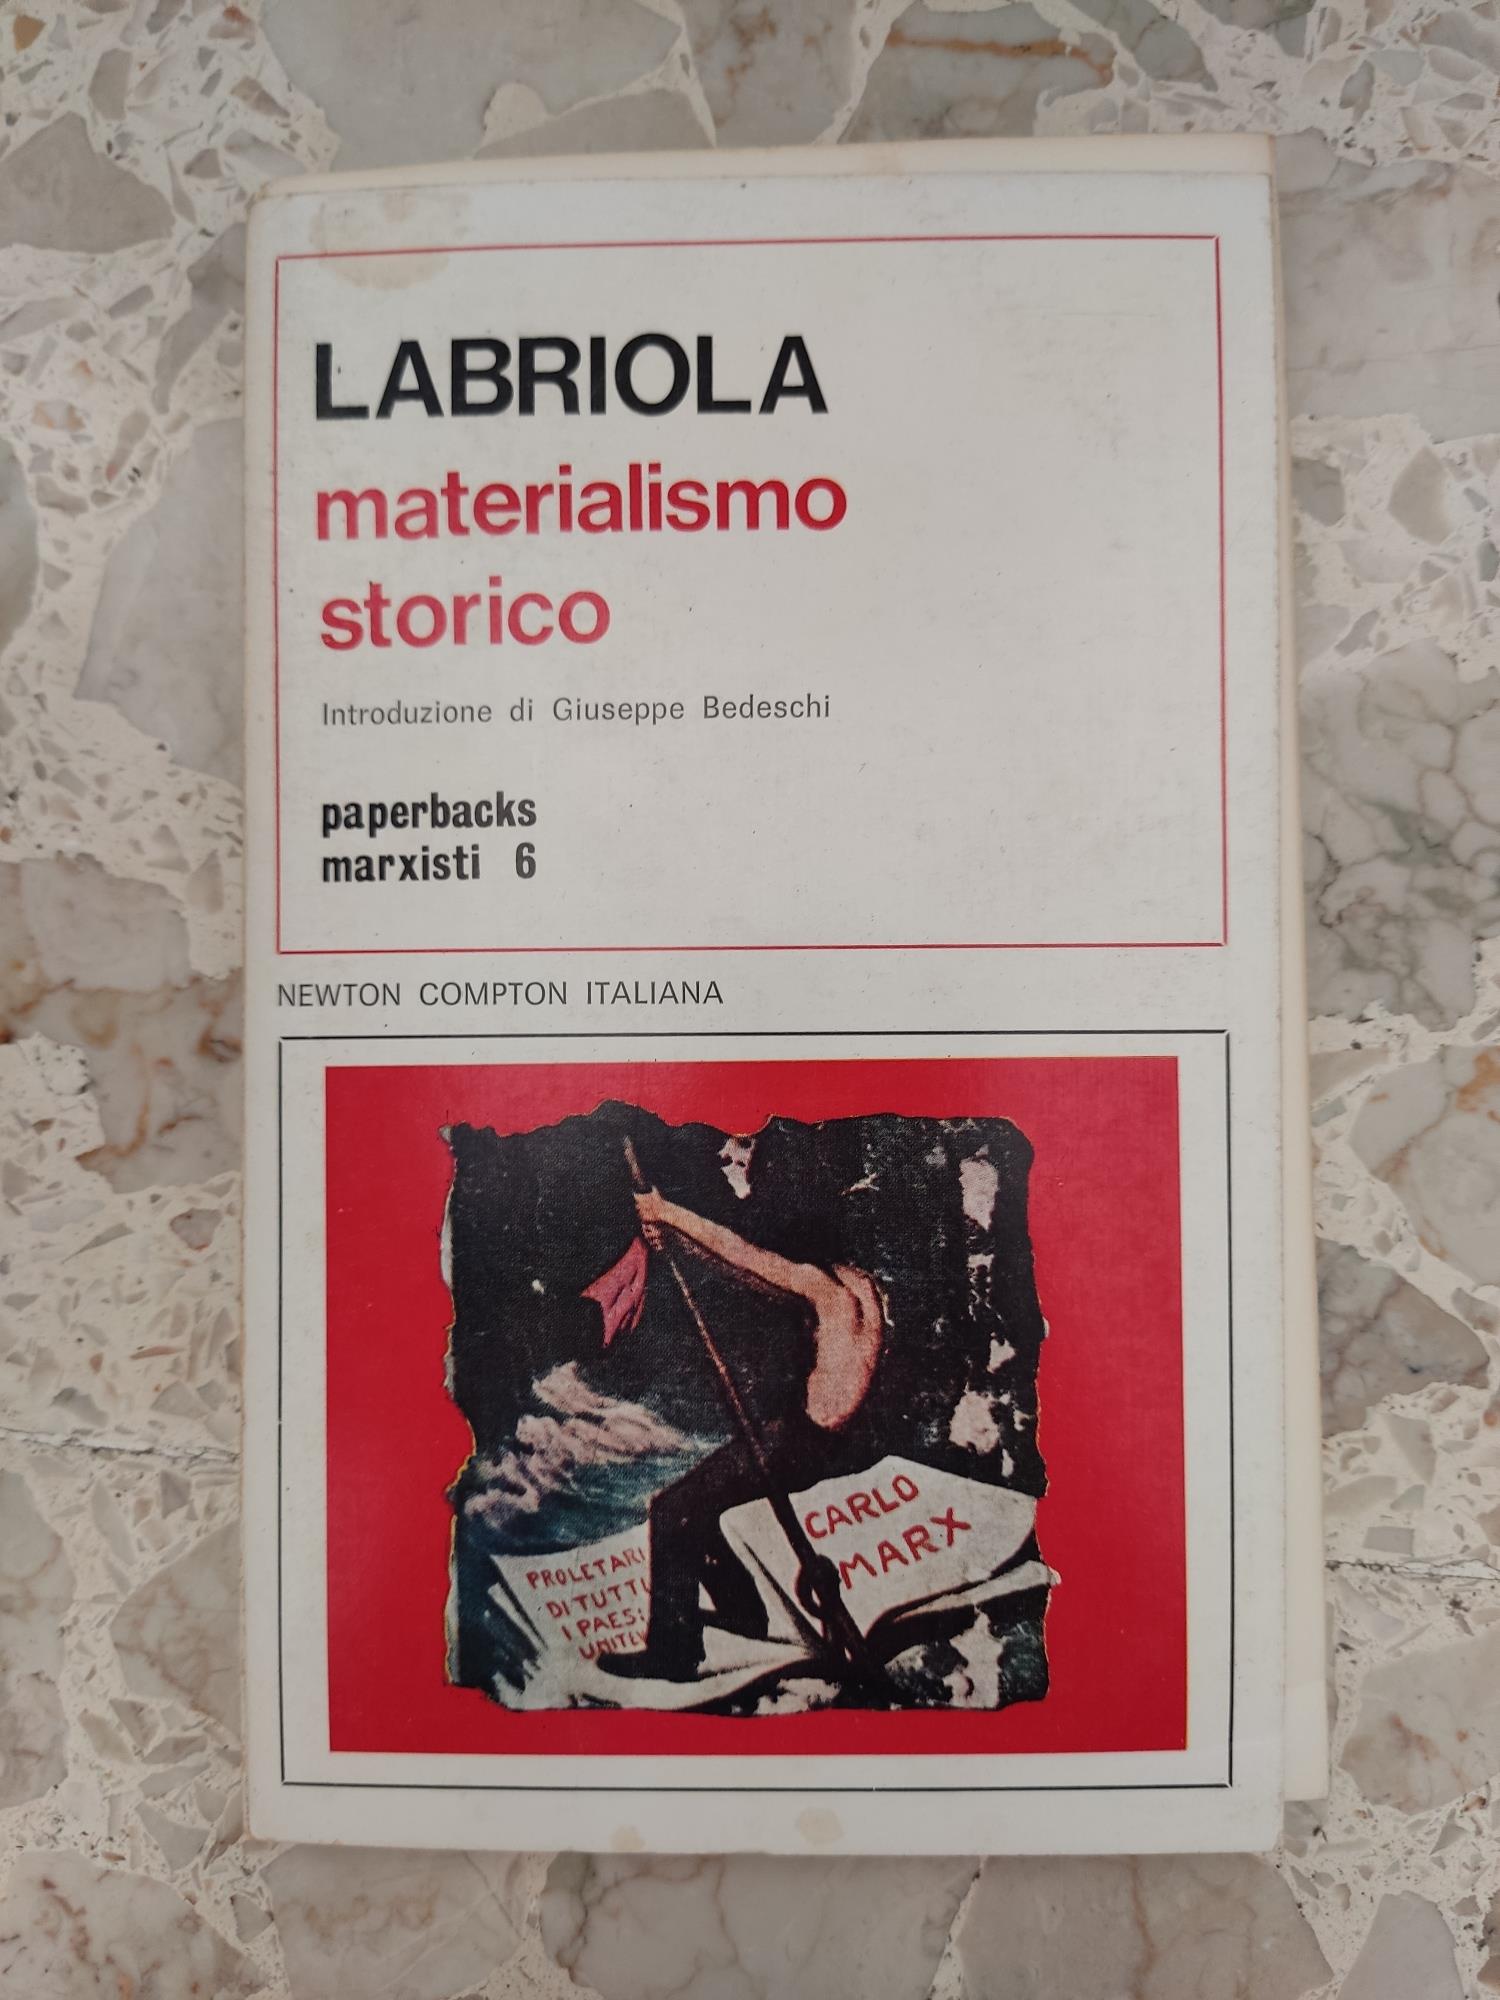 LABRIOLA
materialismo
storico
Introduzione di Giuseppe Bedeschi
paperbacks
marxisti 6
NEWTON COMPTON ITALIANA
CARLO
MARX
PROLETARI
DI TUTTI
I PAESI
UNITEV